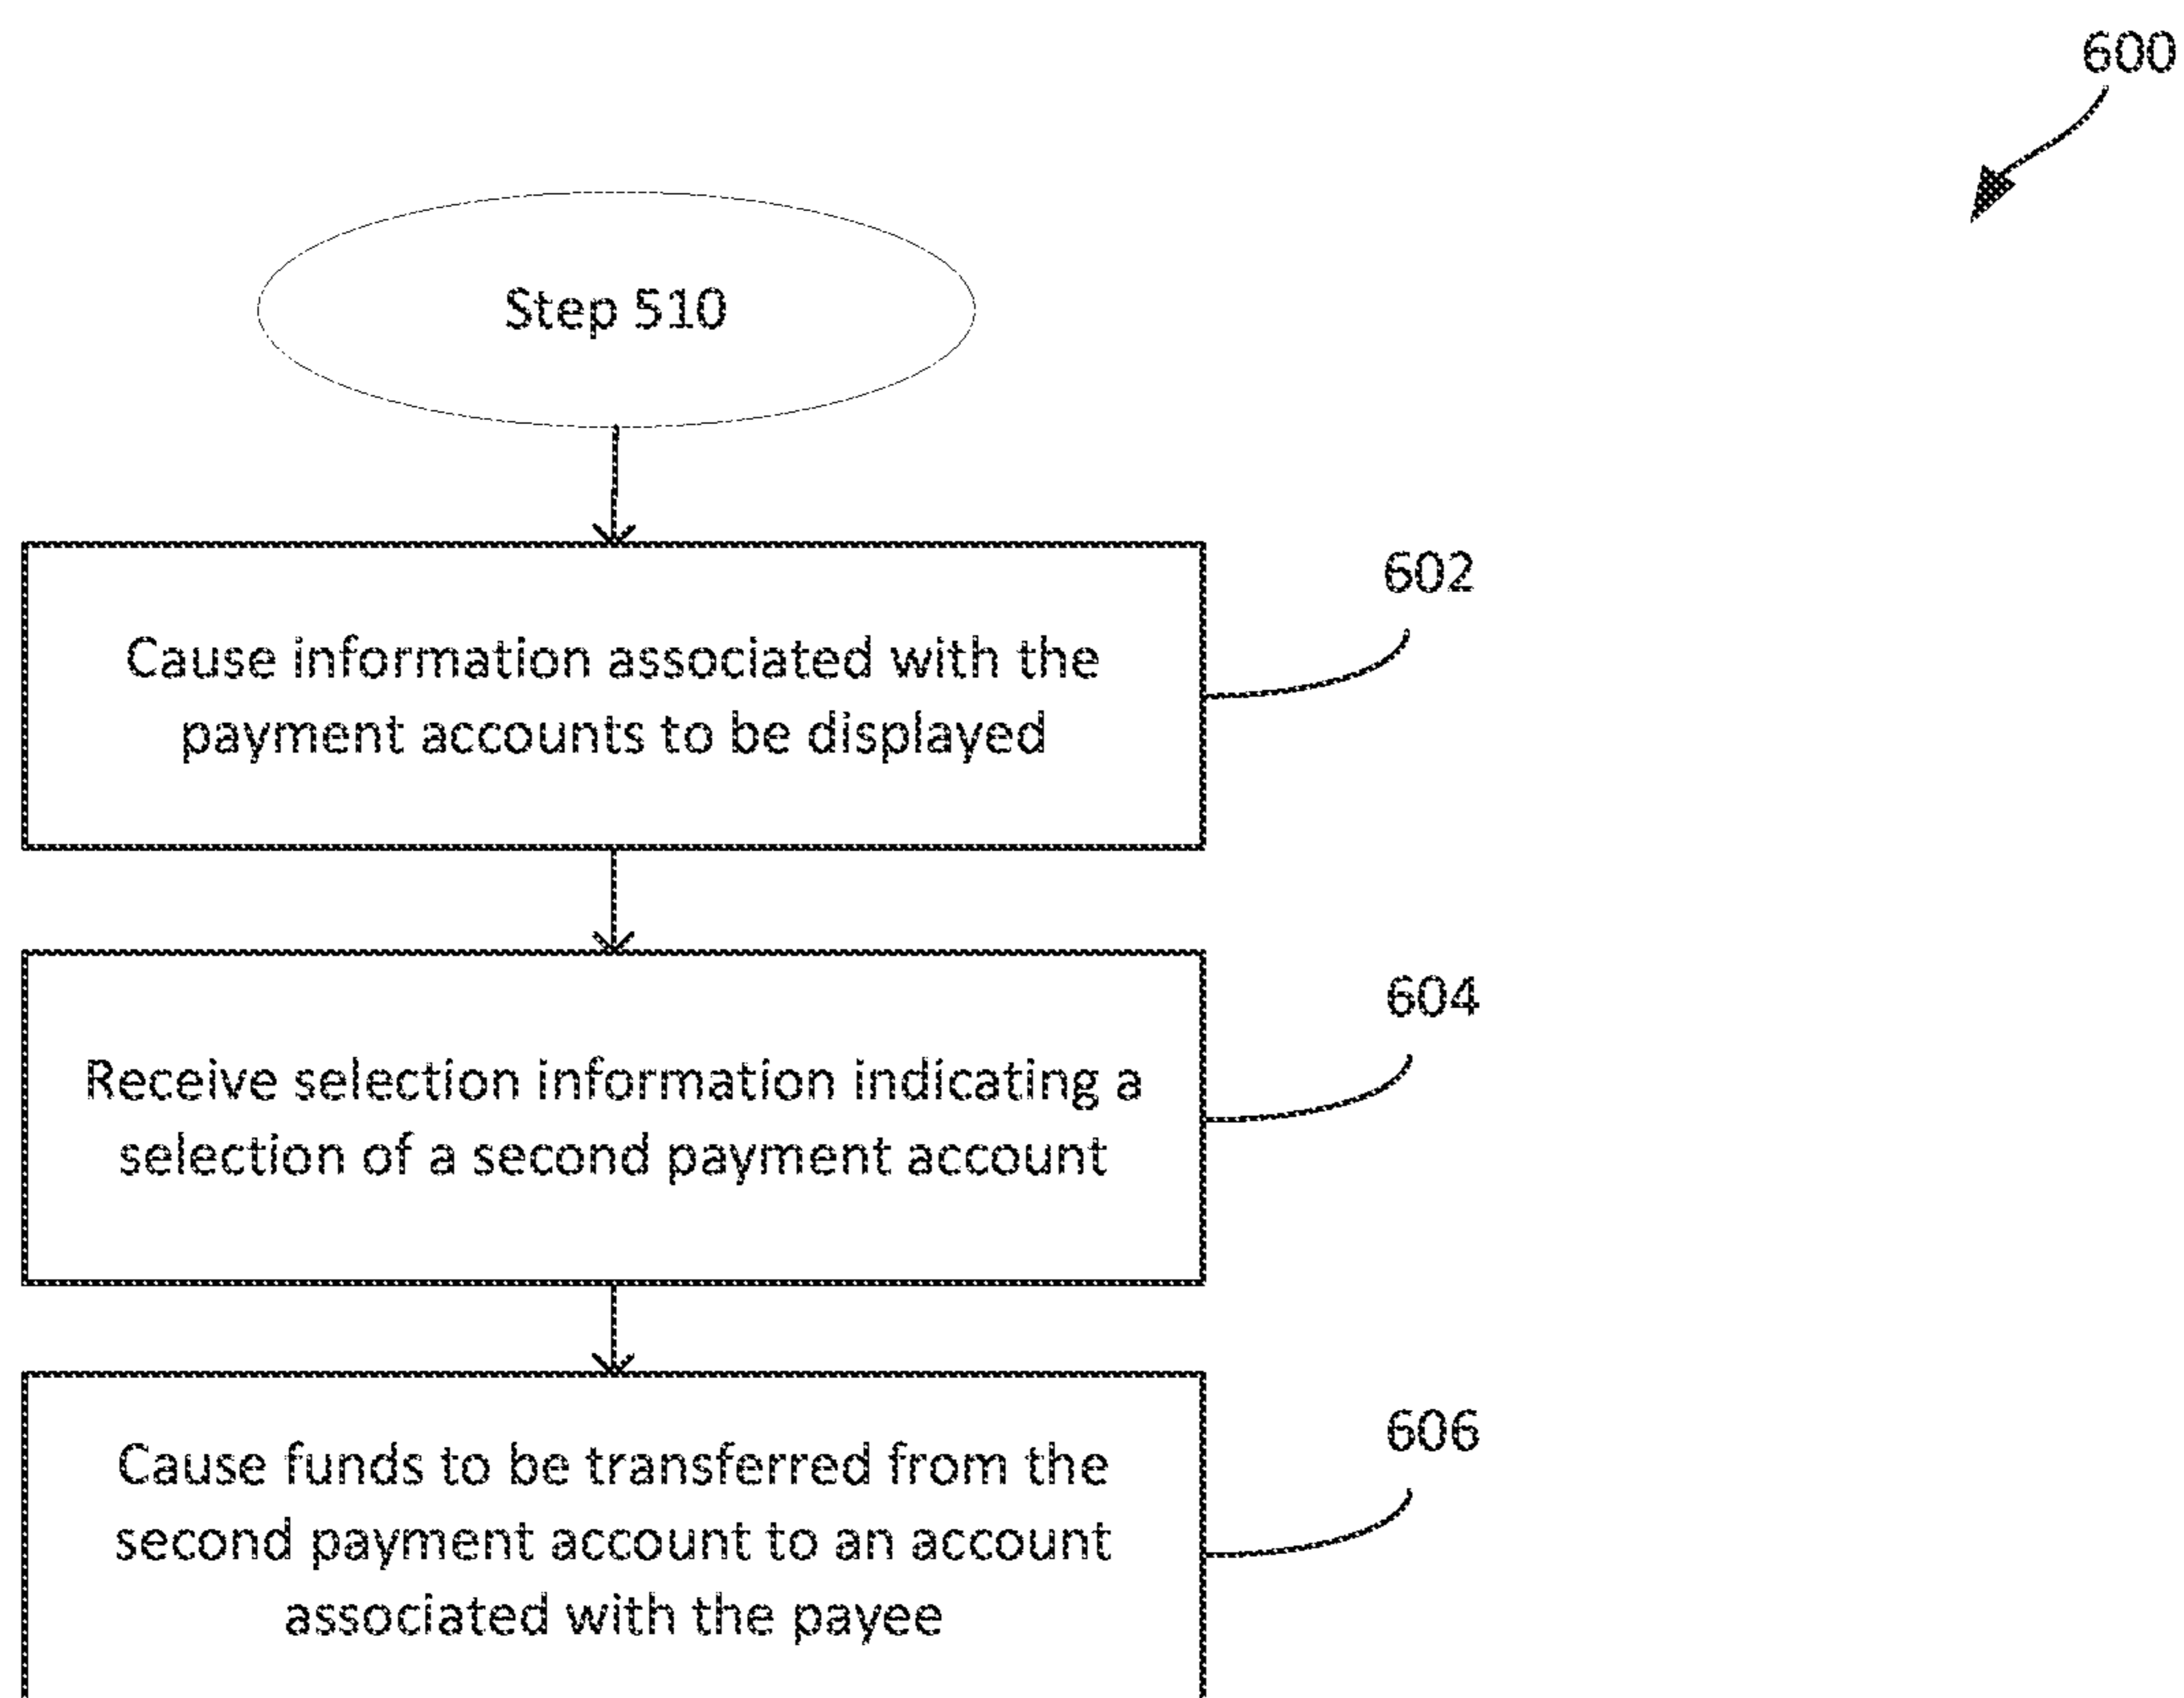 600
Step 510
602
Cause information associated with the
payment accounts to be displayed
604
Receive selection information indicating a
selection of a second payment account
606
Cause funds to be transferred from the
second payment account to an account
associated with the payee